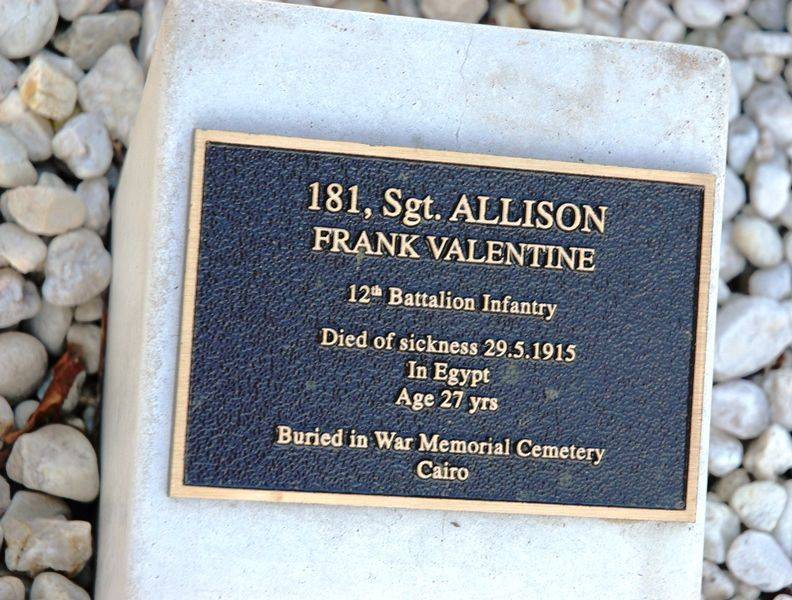 181, Sgt. ALLISON
FRANK VALENTINE
12th Battalion Infantry
Died of sickness 29.5.1915
In Egypt
Age 27 yrs
Buried in War Memorial Cemetery
Cairo